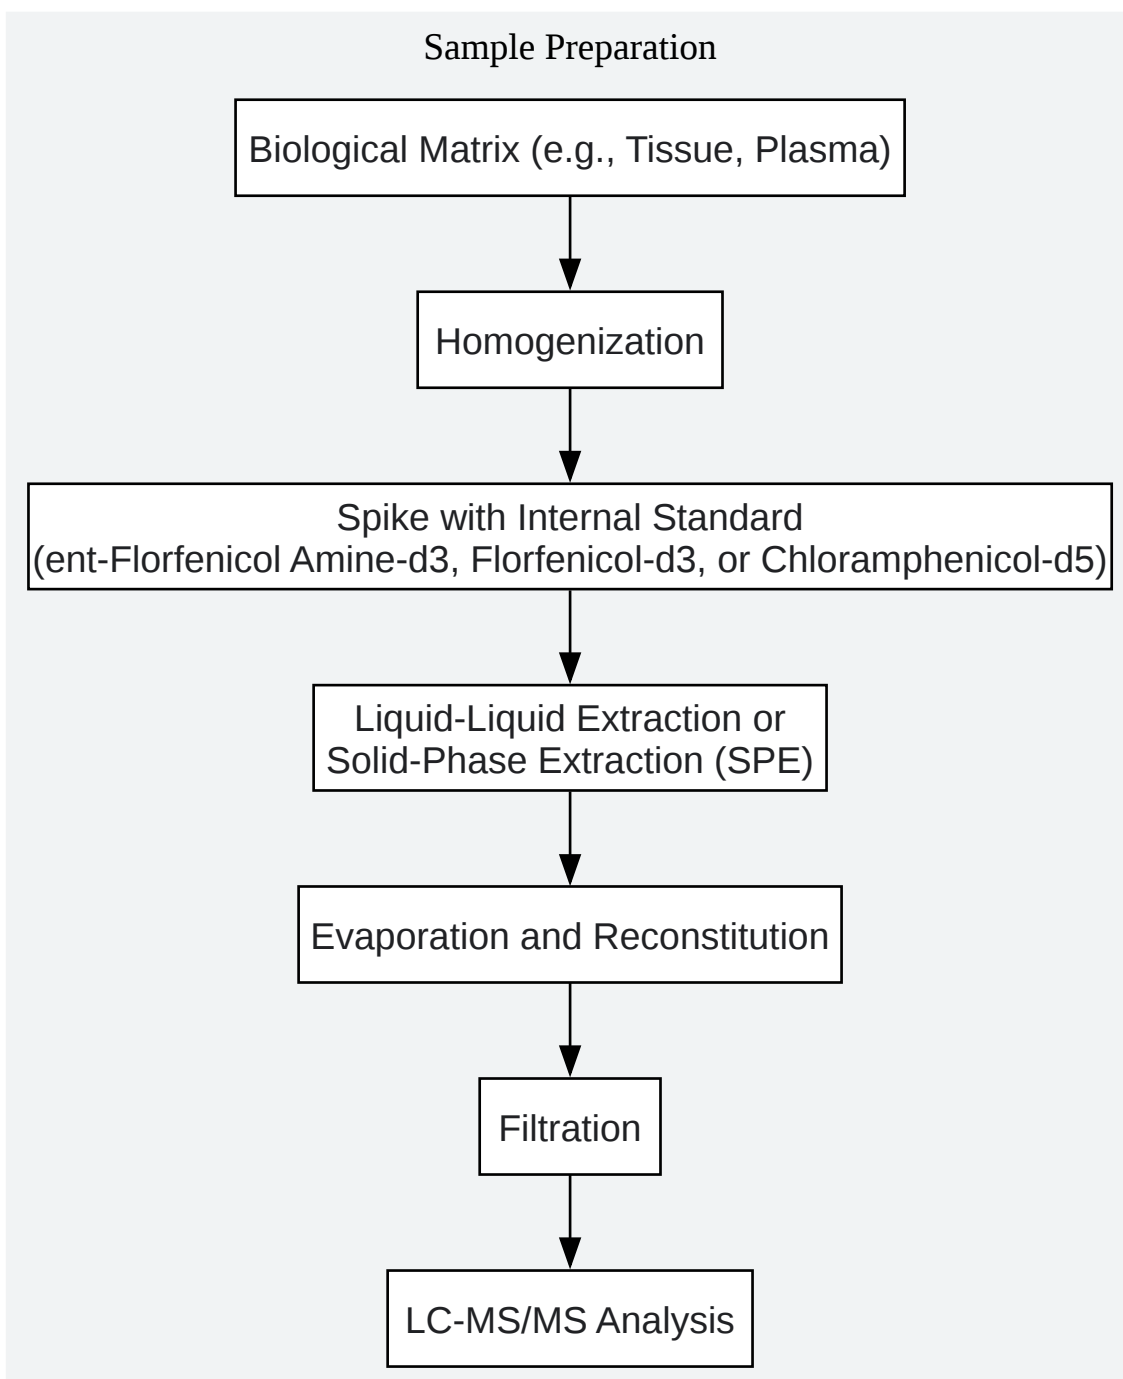 Sample Preparation
Biological Matrix (e.g., Tissue, Plasma)
Homogenization
Spike with Internal Standard
(ent-Florfenicol Amine-d3, Florfenicol-d3, or Chloramphenicol-d5)
Liquid-Liquid Extraction or
Solid-Phase Extraction (SPE)
Evaporation and Reconstitution
Filtration
LC-MS/MS Analysis